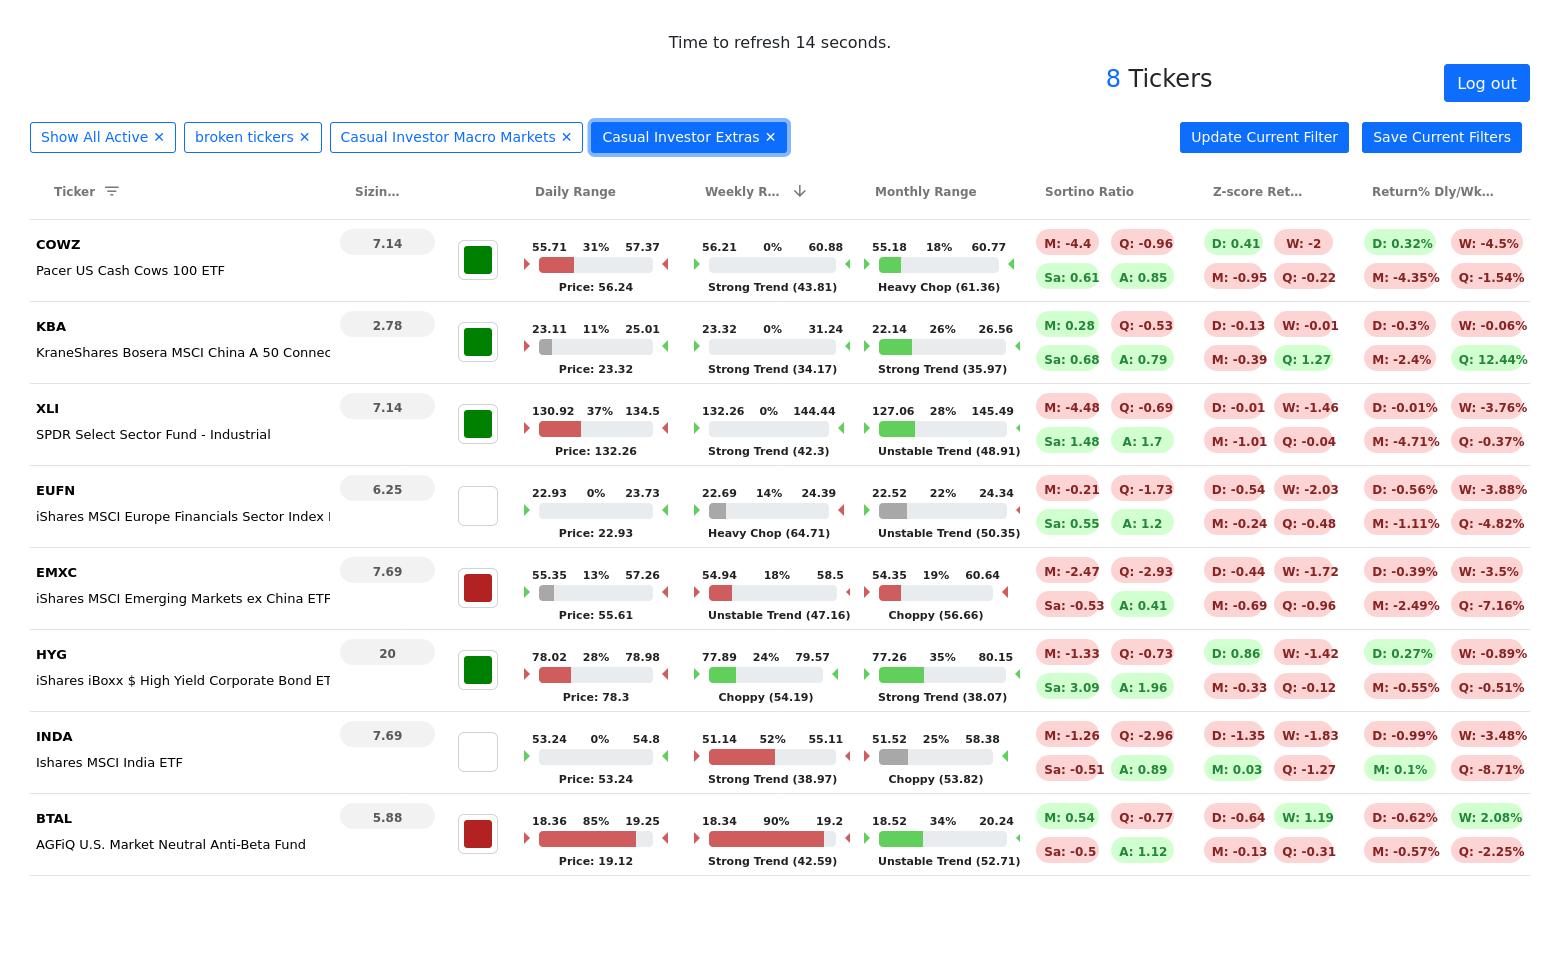 Time to refresh 14 seconds.
8 Tickers
Log out
Show All Active ✕ broken tickers ✕ Casual Investor Macro Markets ✕ Casual Investor Extras ✕ Update Current Filter Save Current Filters
Ticker Sizin... Daily Range Weekly R... Monthly Range Sortino Ratio Z-score Ret... Return% Dly/Wk...
COWZ 7.14 55.71 31% 57.37 56.21 0% 60.88 55.18 18% 60.77 M: -4.4 Q: -0.96 D: 0.41 W: -2 D: 0.32% W: -4.5%
Pacer US Cash Cows 100 ETF Price: 56.24 Strong Trend (43.81) Heavy Chop (61.36) Sa: 0.61 A: 0.85 M: -0.95 Q: -0.22 M: -4.35% Q: -1.54%
KBA 2.78 23.11 11% 25.01 23.32 0% 31.24 22.14 26% 26.56 M: 0.28 Q: -0.53 D: -0.13 W: -0.01 D: -0.3% W: -0.06%
KraneShares Bosera MSCI China A 50 Connec Price: 23.32 Strong Trend (34.17) Strong Trend (35.97) Sa: 0.68 A: 0.79 M: -0.39 Q: 1.27 M: -2.4% Q: 12.44%
XLI 7.14 130.92 37% 134.5 132.26 0% 144.44 127.06 28% 145.49 M: -4.48 Q: -0.69 D: -0.01 W: -1.46 D: -0.01% W: -3.76%
SPDR Select Sector Fund - Industrial Price: 132.26 Strong Trend (42.3) Unstable Trend (48.91) Sa: 1.48 A: 1.7 M: -1.01 Q: -0.04 M: -4.71% Q: -0.37%
EUFN 6.25 22.93 0% 23.73 22.69 14% 24.39 22.52 22% 24.34 M: -0.21 Q: -1.73 D: -0.54 W: -2.03 D: -0.56% W: -3.88%
iShares MSCI Europe Financials Sector Index Price: 22.93 Heavy Chop (64.71) Unstable Trend (50.35) Sa: 0.55 A: 1.2 M: -0.24 Q: -0.48 M: -1.11% Q: -4.82%
EMXC 7.69 55.35 13% 57.26 54.94 18% 58.5 54.35 19% 60.64 M: -2.47 Q: -2.93 D: -0.44 W: -1.72 D: -0.39% W: -3.5%
iShares MSCI Emerging Markets ex China ETF Price: 55.61 Unstable Trend (47.16) Choppy (56.66) Sa: -0.53 A: 0.41 M: -0.69 Q: -0.96 M: -2.49% Q: -7.16%
HYG 20 78.02 28% 78.98 77.89 24% 79.57 77.26 35% 80.15 M: -1.33 Q: -0.73 D: 0.86 W: -1.42 D: 0.27% W: -0.89%
iShares iBoxx $ High Yield Corporate Bond ET Price: 78.3 Choppy (54.19) Strong Trend (38.07) Sa: 3.09 A: 1.96 M: -0.33 Q: -0.12 M: -0.55% Q: -0.51%
INDA 7.69 53.24 0% 54.8 51.14 52% 55.11 51.52 25% 58.38 M: -1.26 Q: -2.96 D: -1.35 W: -1.83 D: -0.99% W: -3.48%
Ishares MSCI India ETF Price: 53.24 Strong Trend (38.97) Choppy (53.82) Sa: -0.51 A: 0.89 M: 0.03 Q: -1.27 M: 0.1% Q: -8.71%
BTAL 5.88 18.36 85% 19.25 18.34 90% 19.2 18.52 34% 20.24 M: 0.54 Q: -0.77 D: -0.64 W: 1.19 D: -0.62% W: 2.08%
AGFiQ U.S. Market Neutral Anti-Beta Fund Price: 19.12 Strong Trend (42.59) Unstable Trend (52.71) Sa: -0.5 A: 1.12 M: -0.13 Q: -0.31 M: -0.57% Q: -2.25%